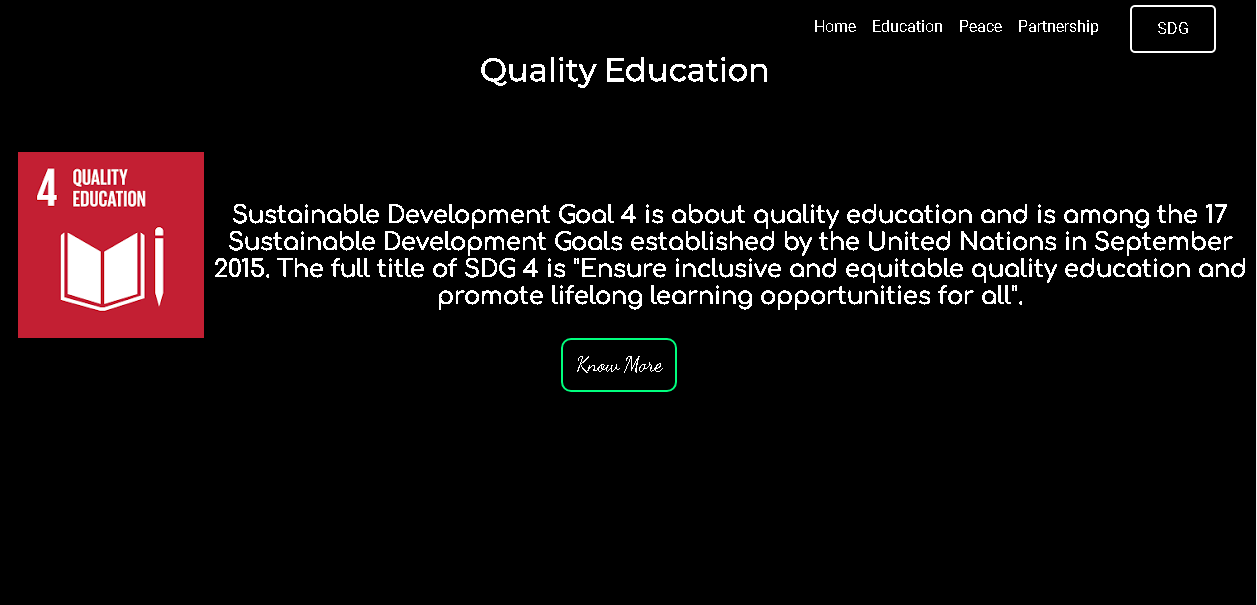 Home Education Peace Partnership SDG
Quality Education
4 QUALITY
EDUCATION
Sustainable Development Goal 4 is about quality education and is among the 17
Sustainable Development Goals established by the United Nations in September
2015. The full title of SDG 4 is "Ensure inclusive and equitable quality education and
promote lifelong learning opportunities for all".
Know More